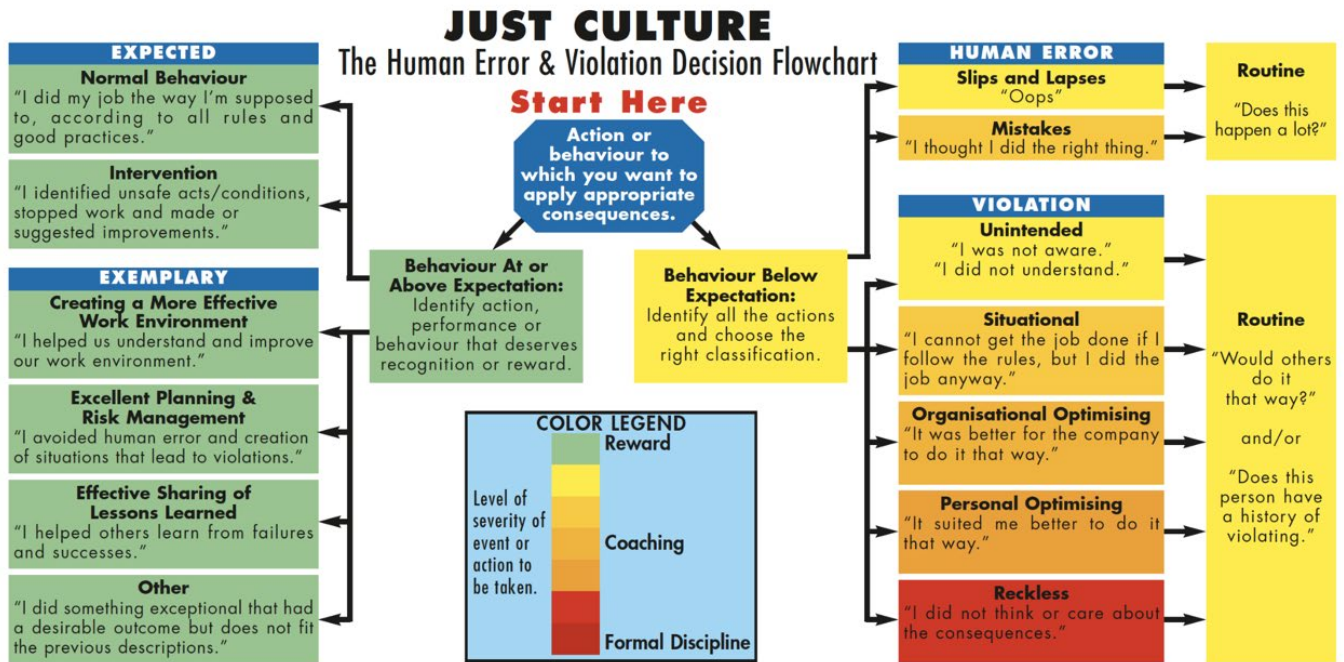 JUST CULTURE
The Human Error & Violation Decision Flowchart
Start Here
Action or
behaviour to
which you want to
apply appropriate
consequences.
EXPECTED
Normal Behaviour
“I did my job the way I’m supposed
to, according to all rules and
good practices.”
Intervention
“I identified unsafe acts/conditions,
stopped work and made or
suggested improvements.”
EXEMPLARY
Creating a More Effective
Work Environment
“I helped us understand and improve
our work environment.”
Excellent Planning &
Risk Management
“I avoided human error and creation
of situations that lead to violations.”
Effective Sharing of
Lessons Learned
“I helped others learn from failures
and successes.”
Other
“I did something exceptional that had
a desirable outcome but does not fit
the previous descriptions.”
Behaviour At or
Above Expectation:
Identify action,
performance or
behaviour that deserves
recognition or reward.
Behaviour Below
Expectation:
Identify all the actions
and choose the
right classification.
COLOR LEGEND
Reward
Level of
severity of
event or
action to
be taken.
Coaching
Formal Discipline
HUMAN ERROR
Slips and Lapses
“Oops”
Mistakes
“I thought I did the right thing.”
Routine
“Does this
happen a lot?”
VIOLATION
Unintended
“I was not aware.”
“I did not understand.”
Situational
“I cannot get the job done if I
follow the rules, but I did the
job anyway.”
Organisational Optimising
“It was better for the company
to do it that way.”
Personal Optimising
“It suited me better to do it
that way.”
Reckless
“I did not think or care about
the consequences.”
Routine
“Would others
do it
that way?”
and/or
“Does this
person have
a history of
violating.”